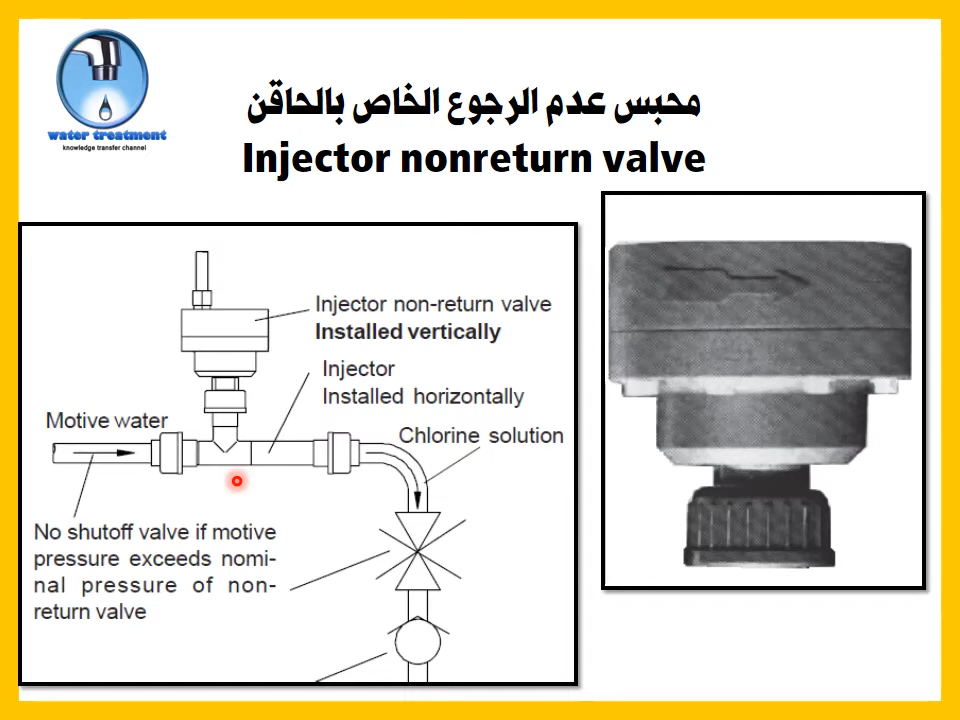 water treatment
knowledge transfer channel
محبس عدم الرجوع الخاص بالحاقن
Injector nonreturn valve
Injector non-return valve
Installed vertically
Injector
Installed horizontally
Motive water
Chlorine solution
No shutoff valve if motive
pressure exceeds nomi-
nal pressure of non-
return valve